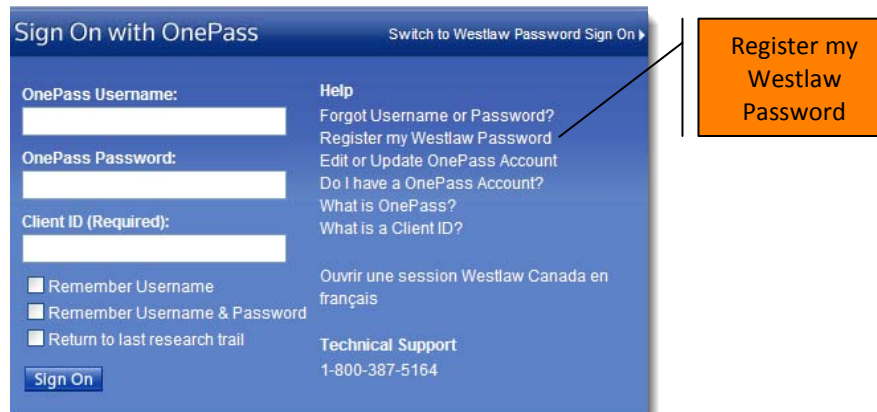 Sign On with OnePass
Switch to Westlaw Password Sign On
OnePass Username:
OnePass Password:
Client ID (Required):
Remember Username
Remember Username & Password
Return to last research trail
Sign On
Help
Forgot Username or Password?
Register my Westlaw Password
Edit or Update OnePass Account
Do I have a OnePass Account?
What is OnePass?
What is a Client ID?
Ouvrir une session Westlaw Canada en
français
Technical Support
1-800-387-5164
Register my
Westlaw
Password